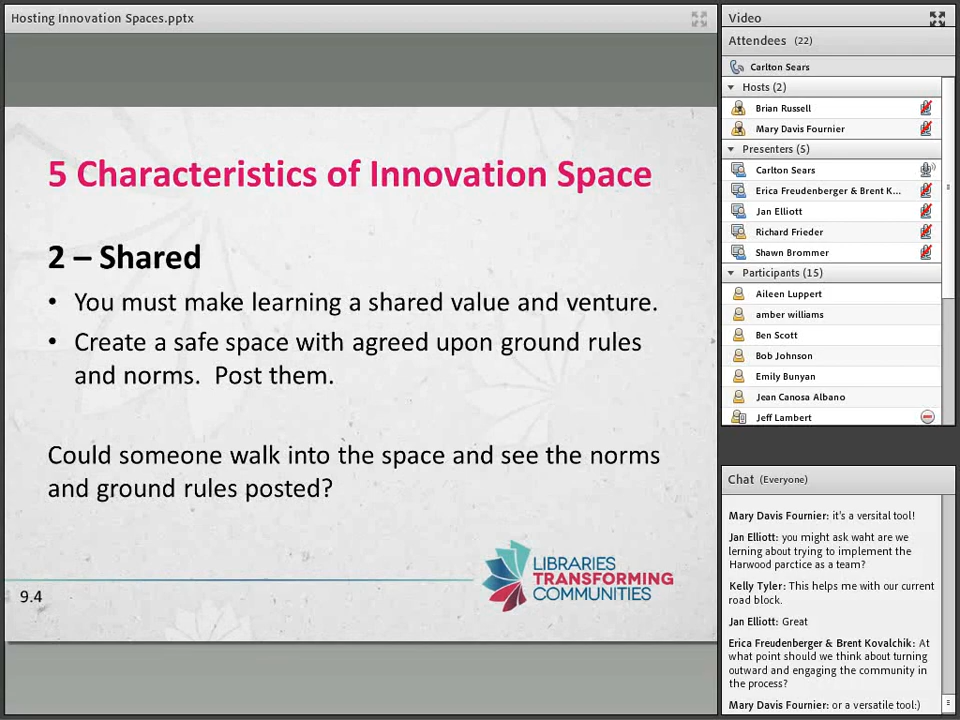 Hosting Innovation Spaces.pptx
5 Characteristics of Innovation Space
2 – Shared
• You must make learning a shared value and venture.
• Create a safe space with agreed upon ground rules
and norms.  Post them.
Could someone walk into the space and see the norms
and ground rules posted?
LIBRARIES
TRANSFORMING
COMMUNITIES
9.4
Video
Attendees (22)
Carlton Sears
Hosts (2)
Brian Russell
Mary Davis Fournier
Presenters (5)
Carlton Sears
Erica Freudenberger & Brent K...
Jan Elliott
Richard Frieder
Shawn Brommer
Participants (15)
Aileen Luppert
amber williams
Ben Scott
Bob Johnson
Emily Bunyan
Jean Canosa Albano
Jeff Lambert
Chat (Everyone)
Mary Davis Fournier: it's a versital tool!
Jan Elliott: you might ask waht are we
lerning about trying to implement the
Harwood parctice as a team?
Kelly Tyler: This helps me with our current
road block.
Jan Elliott: Great
Erica Freudenberger & Brent Kovalchik: At
what point should we think about turning
outward and engaging the community in
the process?
Mary Davis Fournier: or a versatile tool:)